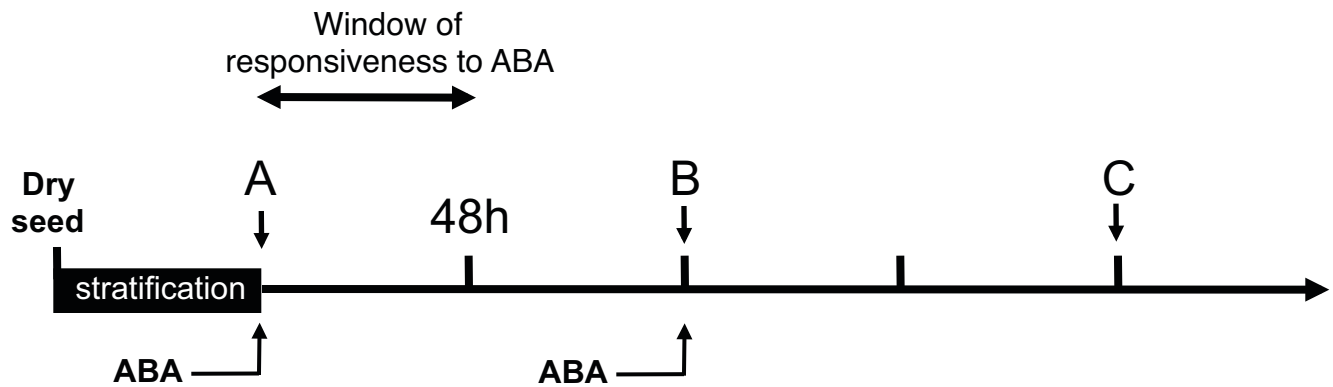 Window of
responsiveness to ABA
Dry
seed
A
48h
B
C
stratification
ABA
ABA